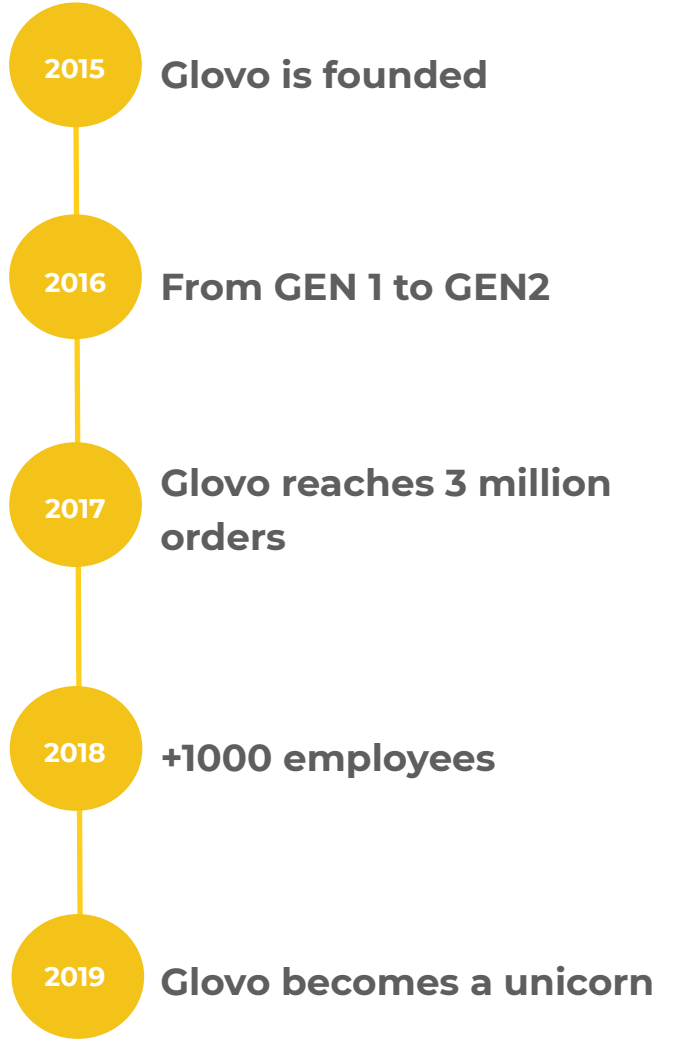 2015
Glovo is founded
2016
From GEN 1 to GEN2
2017
Glovo reaches 3 million
orders
2018
+1000 employees
2019
Glovo becomes a unicorn